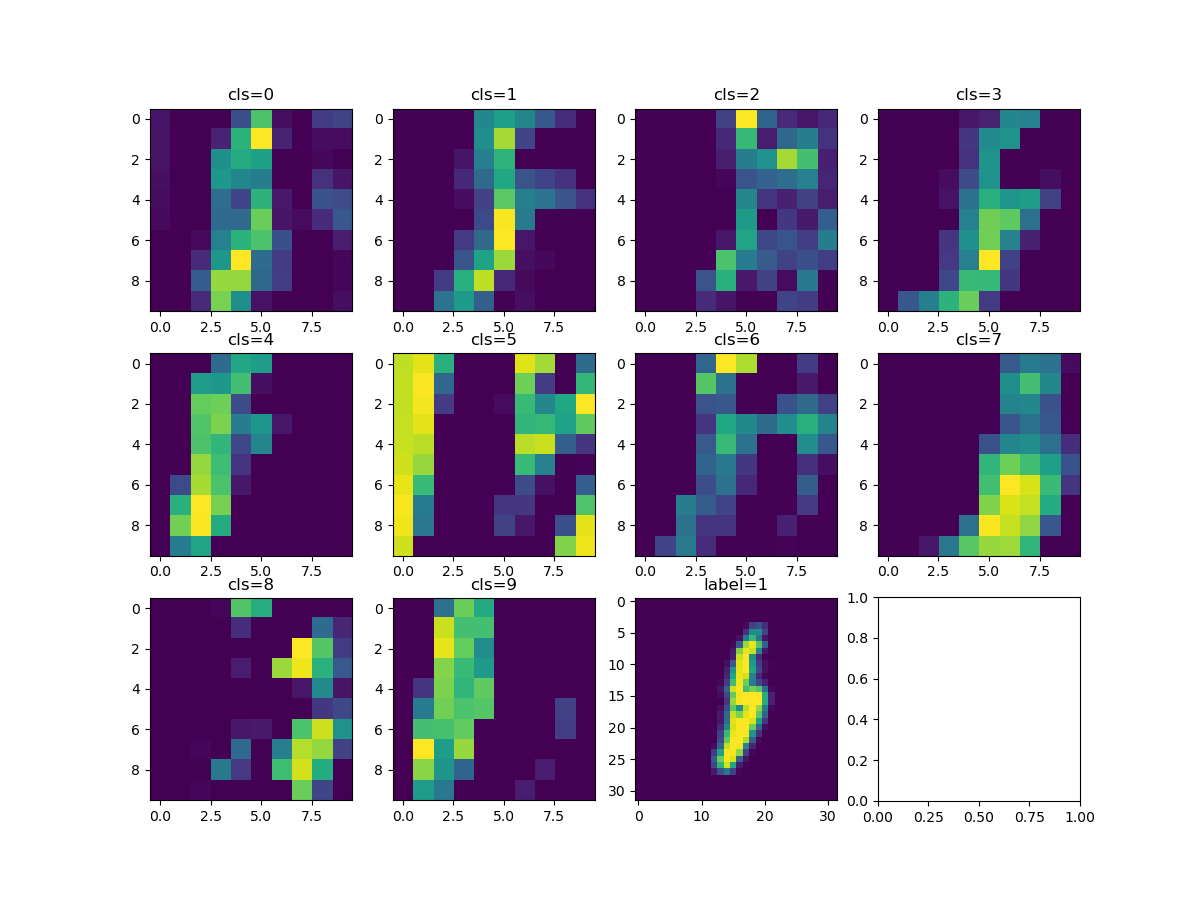 cls=0 cls=1 cls=2 cls=3
0 0 0 0
2 2 2 2
4 4 4 4
6 6 6 6
8 8 8 8
0.0 2.5 5.0 7.5 0.0 2.5 5.0 7.5 0.0 2.5 5.0 7.5 0.0 2.5 5.0 7.5
cls=4 cls=5 cls=6 cls=7
0 0 0 0
2 2 2 2
4 4 4 4
6 6 6 6
8 8 8 8
0.0 2.5 5.0 7.5 0.0 2.5 5.0 7.5 0.0 2.5 5.0 7.5 0.0 2.5 5.0 7.5
cls=8 cls=9 label=1
0 0 0 1.0
2 2 5 0.8
4 4 10 0.6
6 6 15 0.4
8 8 20 0.2
25 0.0
30
0.0 2.5 5.0 7.5 0.0 2.5 5.0 7.5 0 10 20 30 0.00 0.25 0.50 0.75 1.00